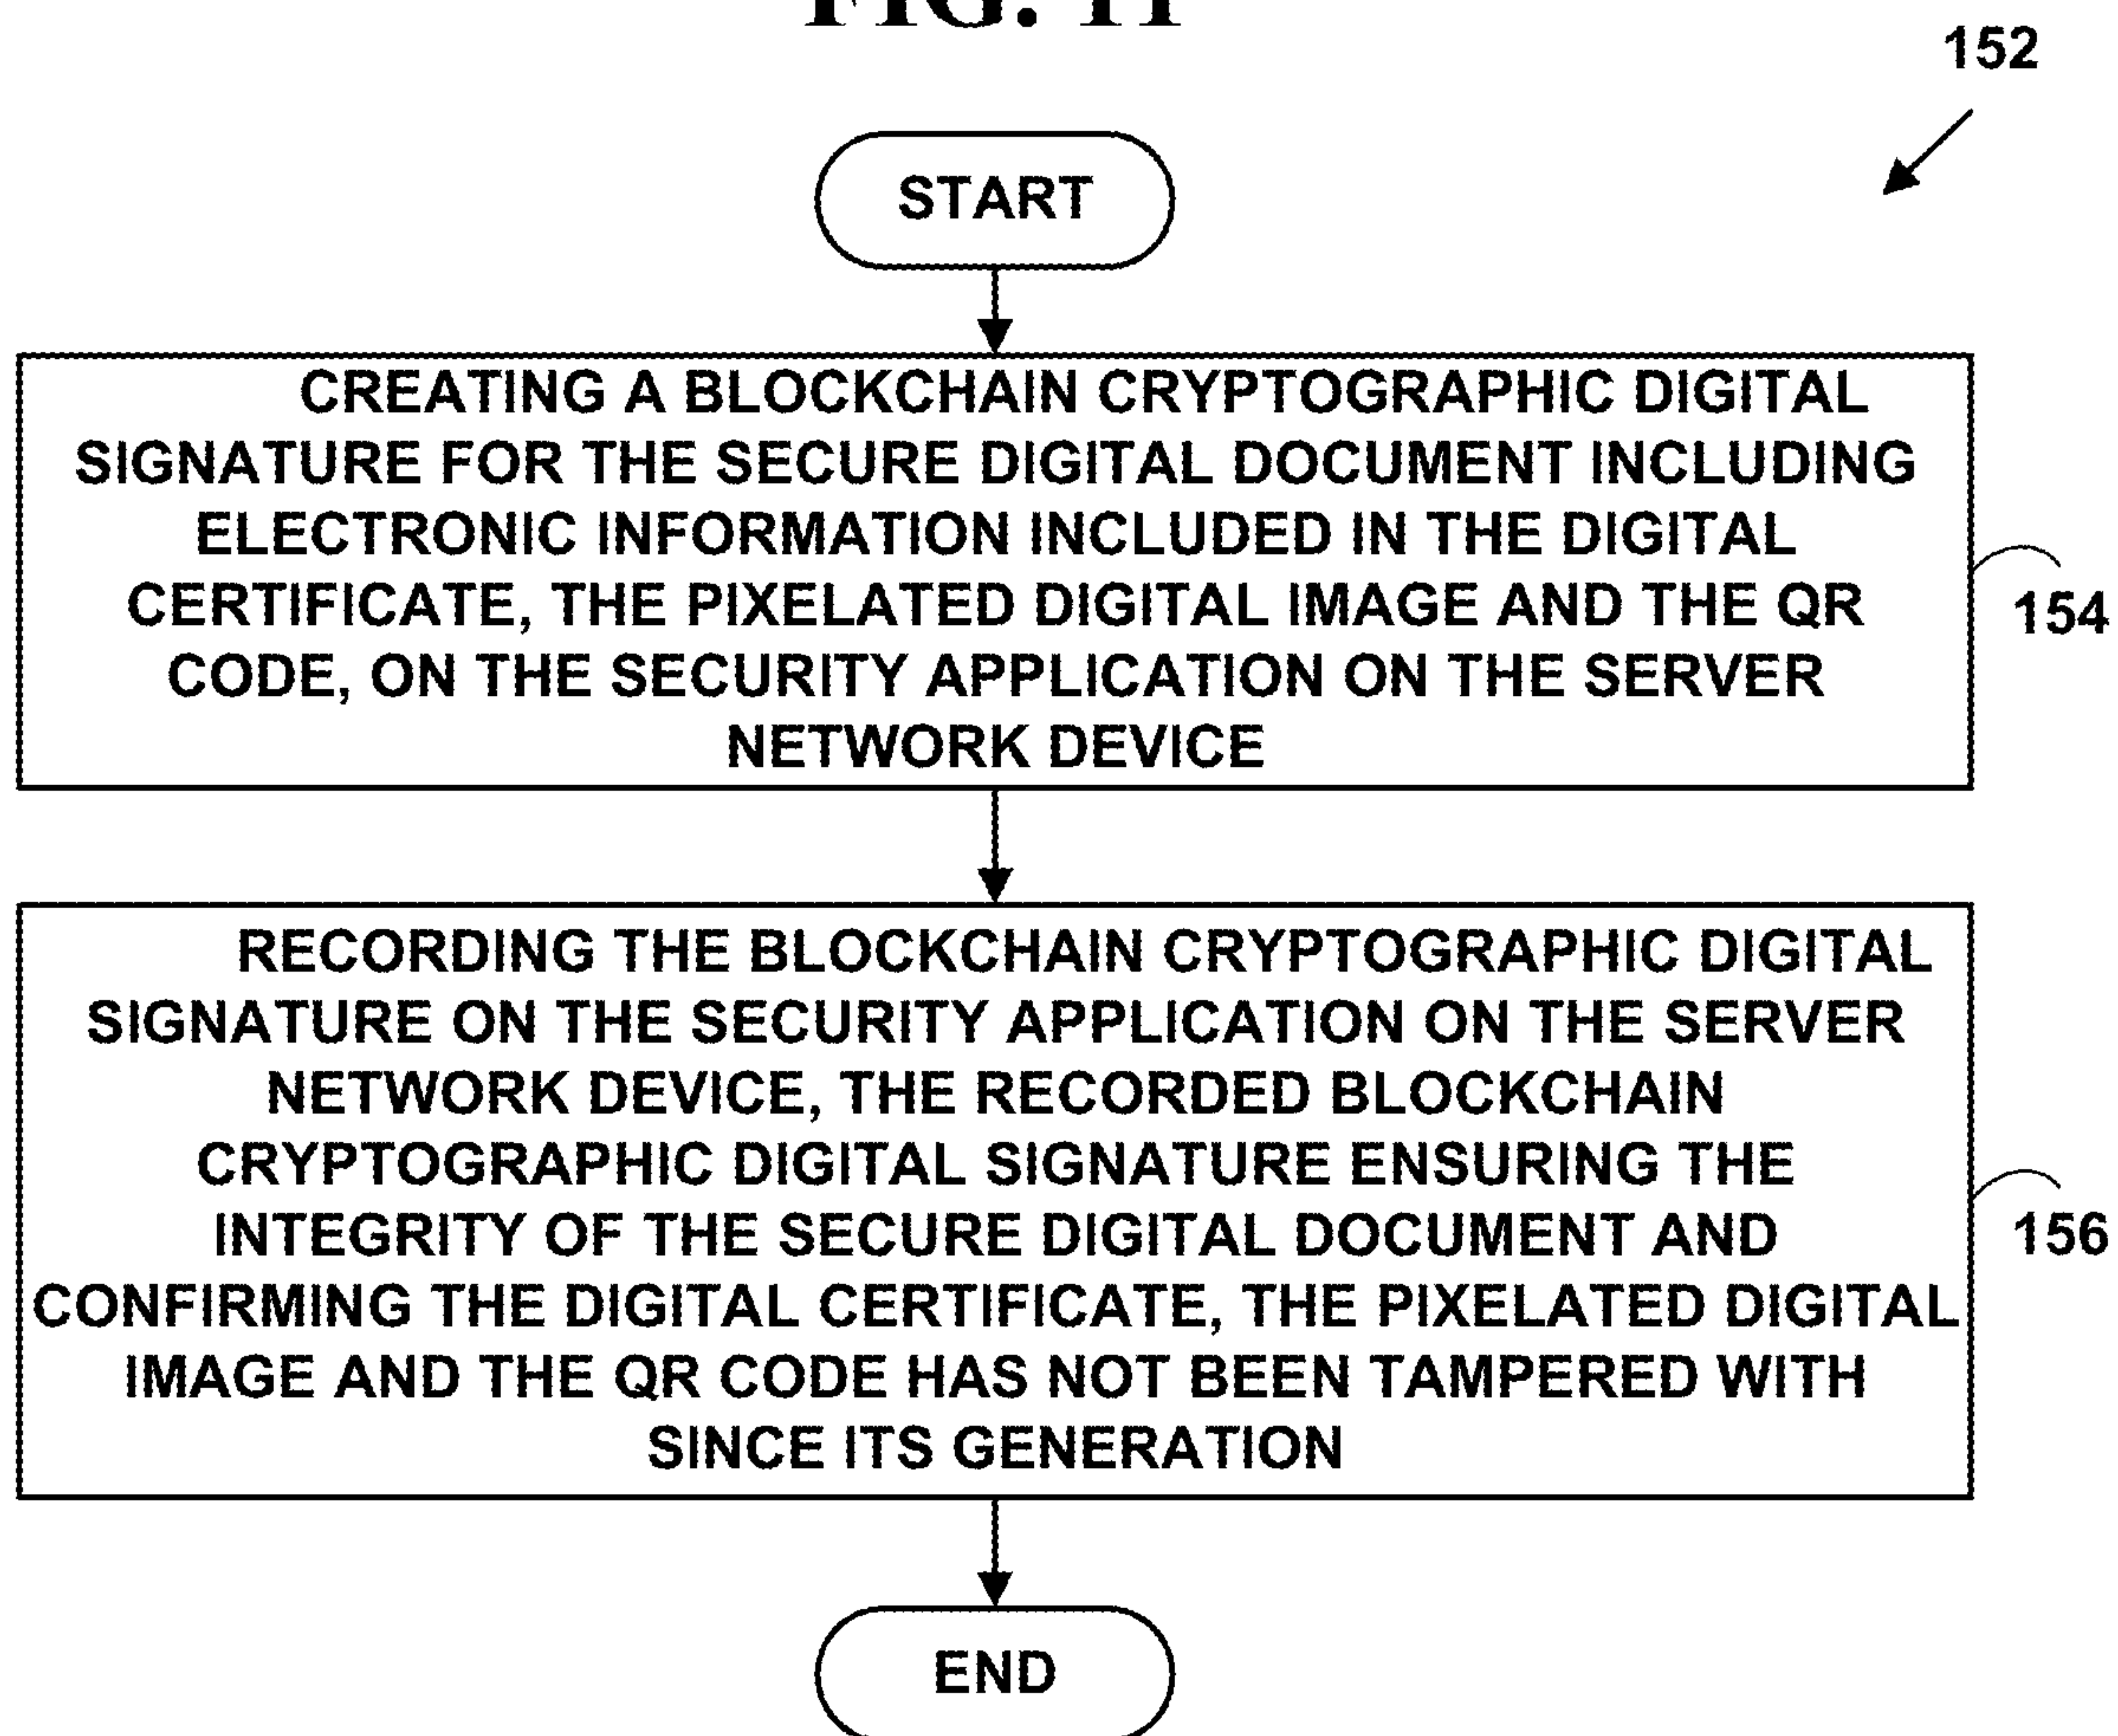 FIG. 11
152
START
CREATING A BLOCKCHAIN CRYPTOGRAPHIC DIGITAL
SIGNATURE FOR THE SECURE DIGITAL DOCUMENT INCLUDING
ELECTRONIC INFORMATION INCLUDED IN THE DIGITAL
CERTIFICATE, THE PIXELATED DIGITAL IMAGE AND THE QR
CODE, ON THE SECURITY APPLICATION ON THE SERVER
NETWORK DEVICE
154
RECORDING THE BLOCKCHAIN CRYPTOGRAPHIC DIGITAL
SIGNATURE ON THE SECURITY APPLICATION ON THE SERVER
NETWORK DEVICE, THE RECORDED BLOCKCHAIN
CRYPTOGRAPHIC DIGITAL SIGNATURE ENSURING THE
INTEGRITY OF THE SECURE DIGITAL DOCUMENT AND
CONFIRMING THE DIGITAL CERTIFICATE, THE PIXELATED DIGITAL
IMAGE AND THE QR CODE HAS NOT BEEN TAMPERED WITH
SINCE ITS GENERATION
156
END